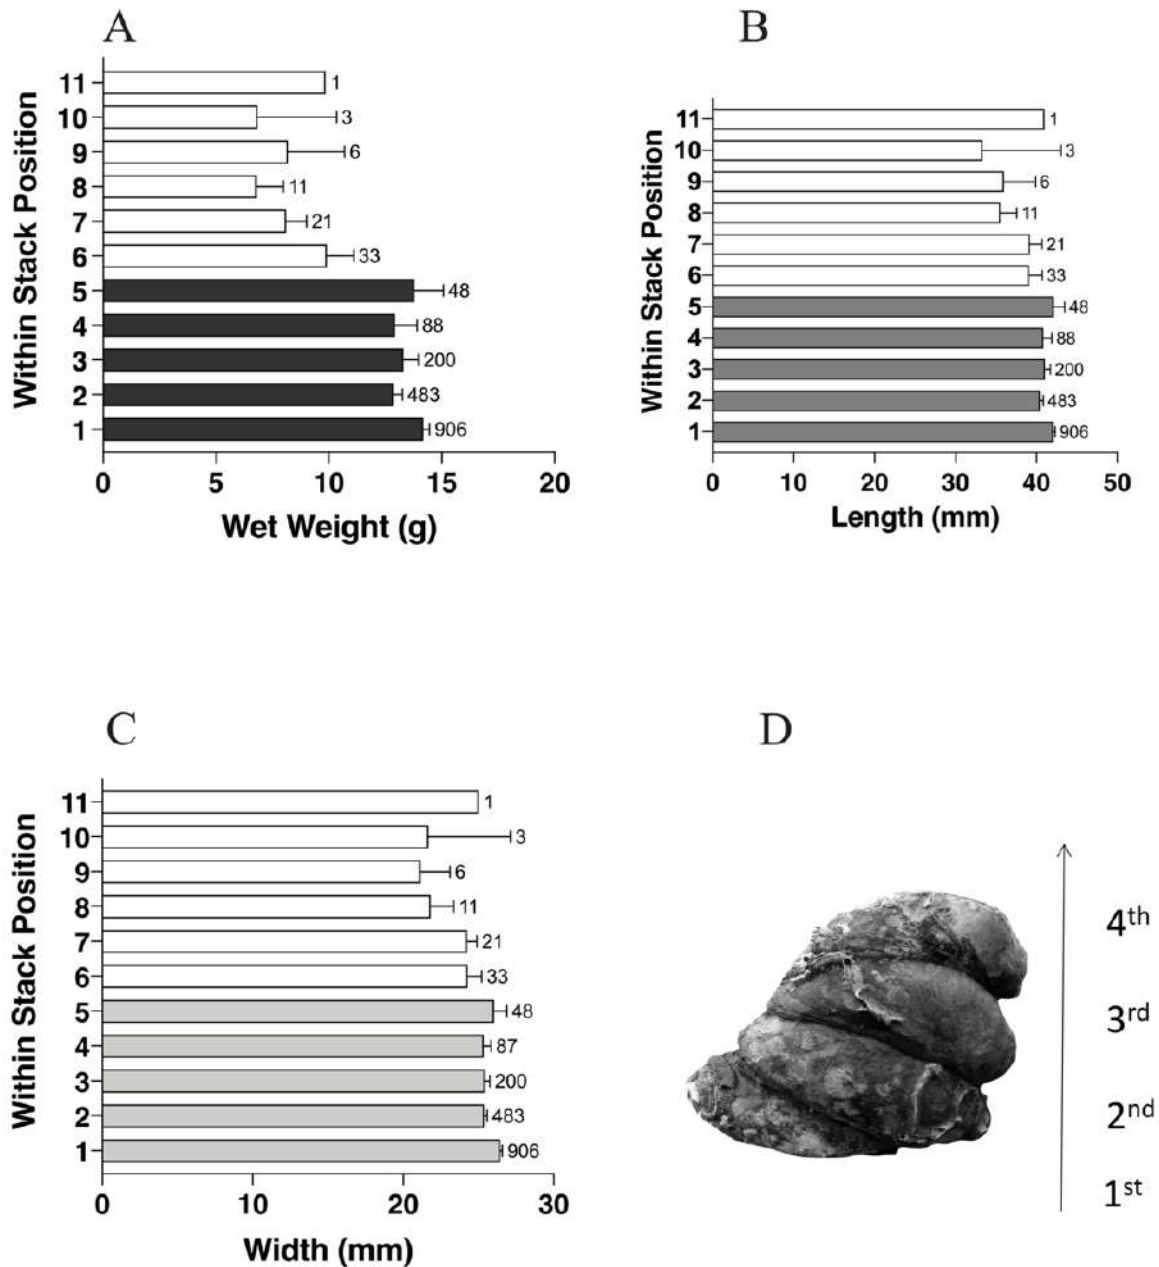 A
Within Stack Position
11 1
10 3
9 6
8 11
7 21
6 33
5 48
4 88
3 200
2 483
1 906
0 5 10 15 20
Wet Weight (g)
B
Within Stack Position
11 1
10 3
9 6
8 11
7 21
6 33
5 48
4 88
3 200
2 483
1 906
0 10 20 30 40 50
Length (mm)
C
Within Stack Position
11 1
10 3
9 6
8 11
7 21
6 33
5 48
4 87
3 200
2 483
1 906
0 10 20 30
Width (mm)
D
4th
3rd
2nd
1st